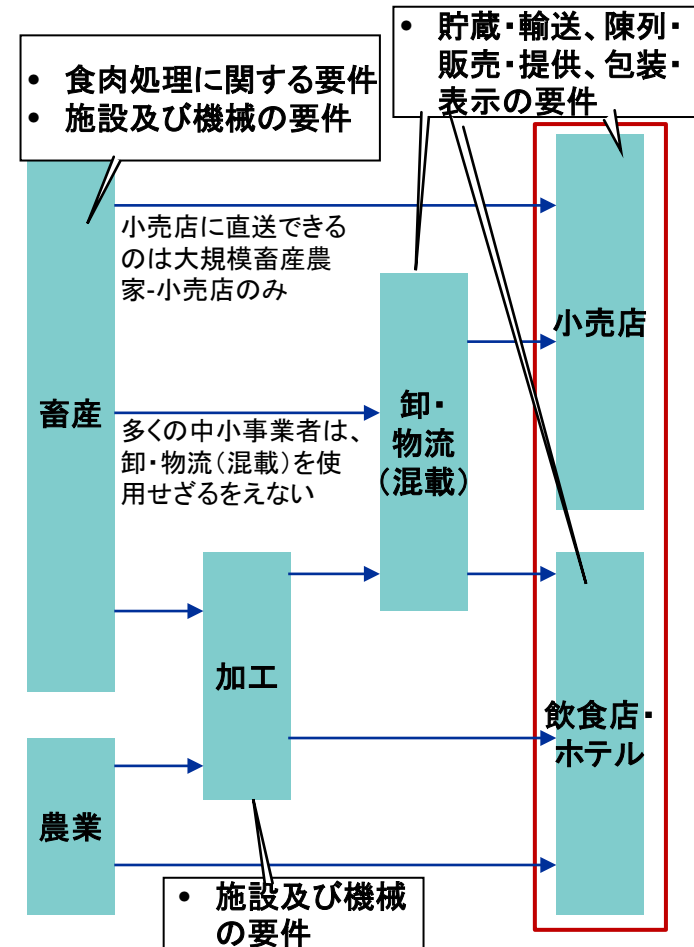 • 食肉処理に関する要件
• 施設及び機械の要件
• 貯蔵・輸送、陳列・
販売・提供、包装・
表示の要件
小売店に直送できる
のは大規模畜産農
家-小売店のみ
小売店
畜産
卸・
物流
（混載）
多くの中小事業者は、
卸・物流（混載）を使
用せざるをえない
加工
飲食店・
ホテル
農業
• 施設及び機械
の要件